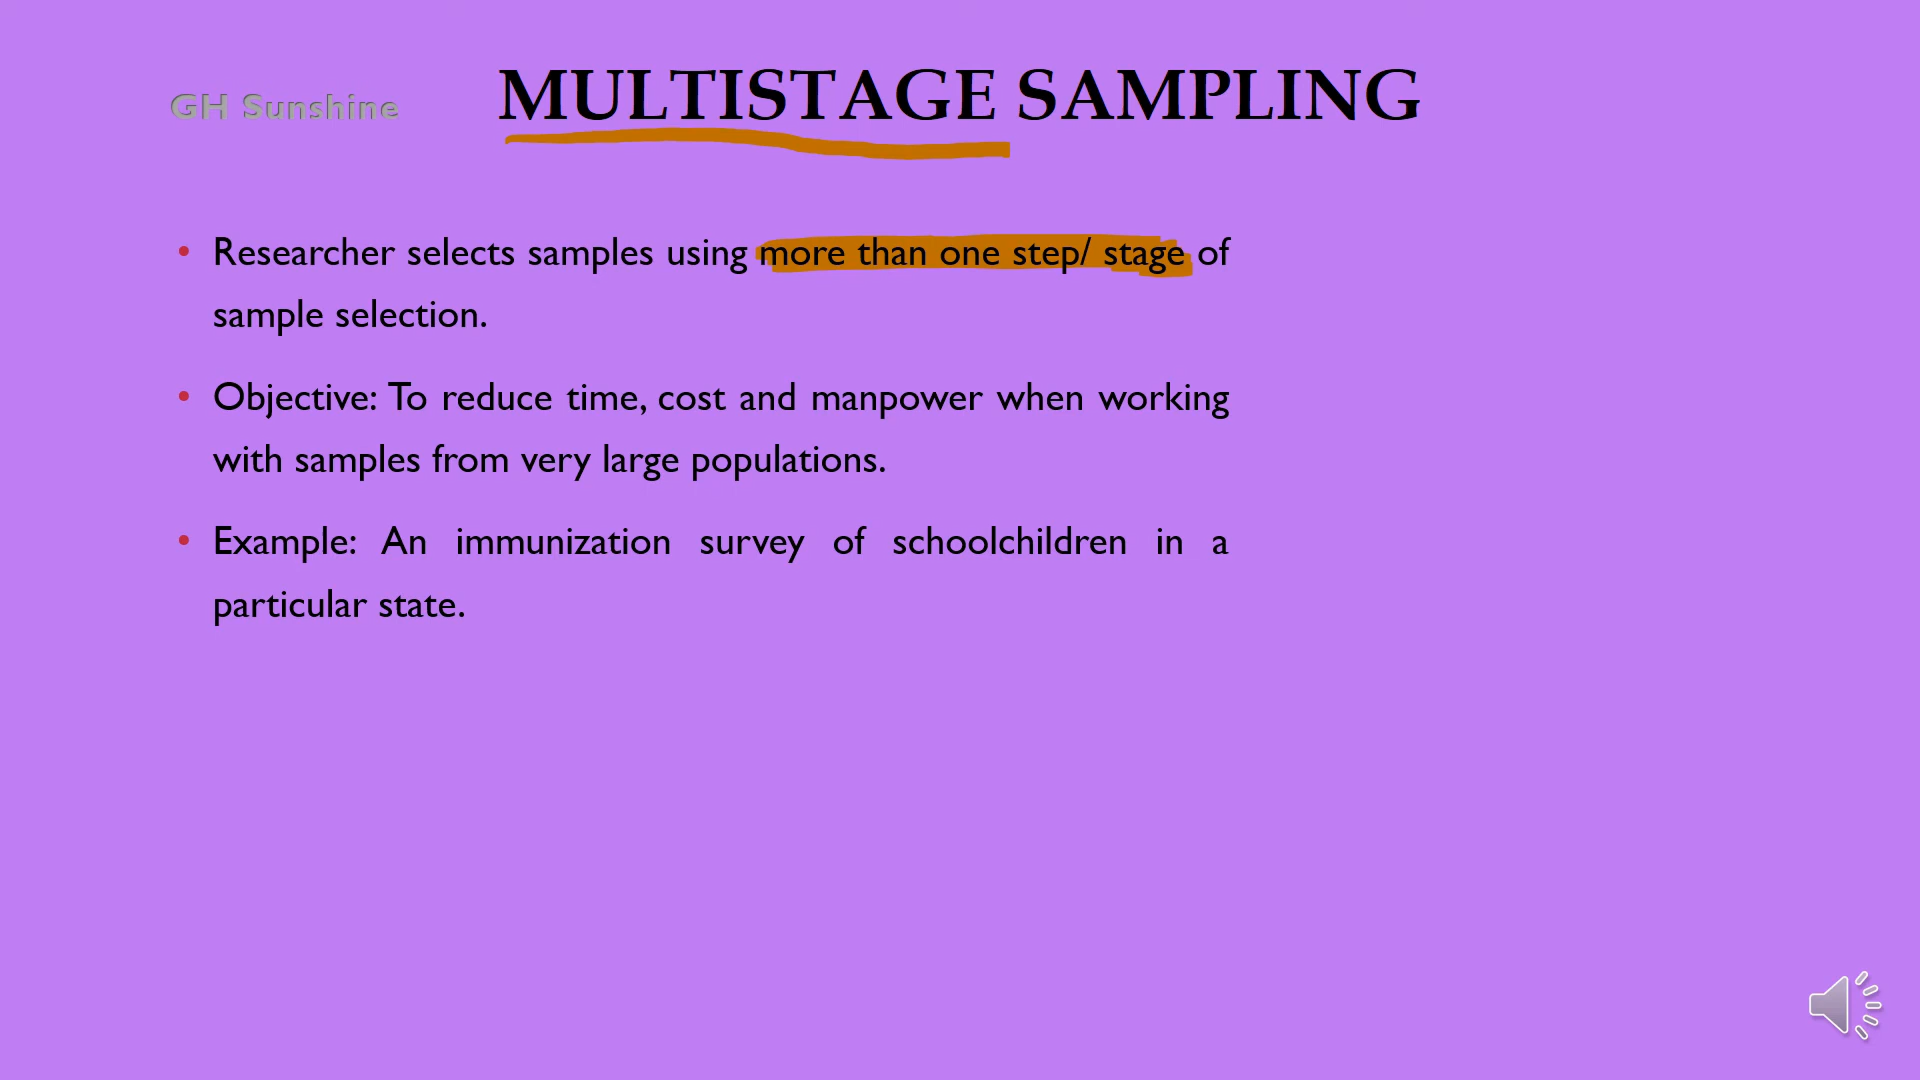 GH Sunshine
MULTISTAGE SAMPLING
• Researcher selects samples using more than one step/ stage of
sample selection.
• Objective: To reduce time, cost and manpower when working
with samples from very large populations.
• Example: An immunization survey of schoolchildren in a
particular state.